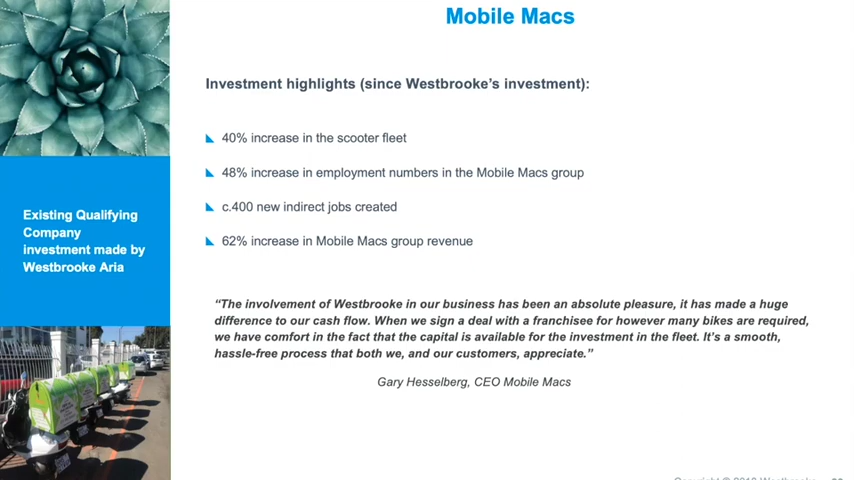 Mobile Macs
Investment highlights (since Westbrooke's investment):
40% increase in the scooter fleet
48% increase in employment numbers in the Mobile Macs group
c.400 new indirect jobs created
62% increase in Mobile Macs group revenue
Existing Qualifying
Company
investment made by
Westbrooke Aria
“The involvement of Westbrooke in our business has been an absolute pleasure, it has made a huge
difference to our cash flow. When we sign a deal with a franchisee for however many bikes are required,
we have comfort in the fact that the capital is available for the investment in the fleet. It's a smooth,
hassle-free process that both we, and our customers, appreciate.”
Gary Hesselberg, CEO Mobile Macs